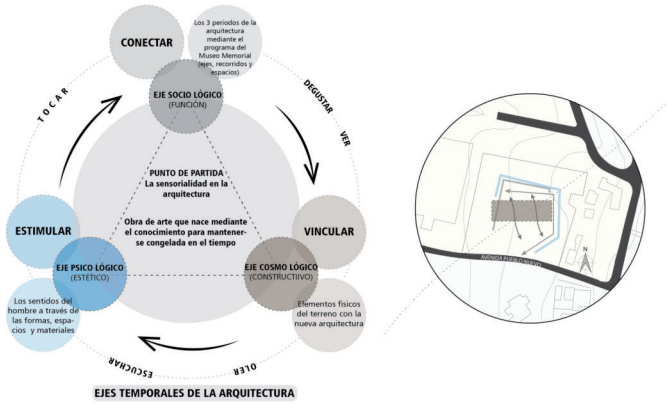 CONECTAR
Los 3 periodos de la
arquitectura
mediante el
programa del
Museo Memorial
(ejes, recorridos y
espacios)
EJE SOCIO LÓGICO
(FUNCIÓN)
TOCAR
DEGUSTAR
VER
PUNTO DE PARTIDA
La sensorialidad en la
arquitectura
Obra de arte que nace mediante
el conocimiento para mantener-
se congelada en el tiempo
ESTIMULAR
VINCULAR
EJE PSICO LÓGICO
(ESTÉTICO)
EJE COSMO LÓGICO
(CONSTRUCTIIVO)
Los sentidos del
hombre a través de
las formas, espa-
cios y materiales
Elementos físicos
del terreno con la
nueva arquitectura
ESCUCHAR
OLER
EJES TEMPORALES DE LA ARQUITECTURA
N
AVENIDA PUEBLO NUEVO